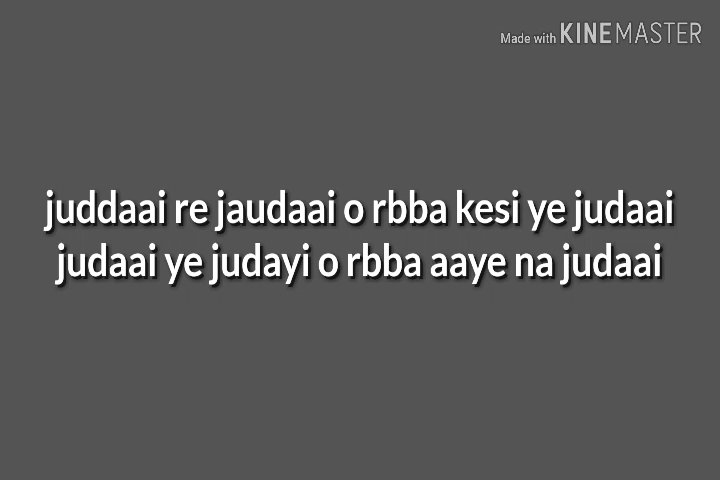 Made with KINEMASTER
juddaai re jaudaai o rbba kesi ye judaai
judaai ye judayi o rbba aaye na judaai